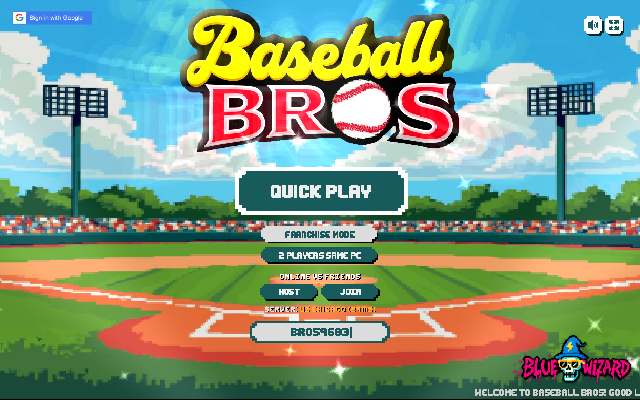 Sign in with Google
Baseball
BROS
QUICK PLAY
FRANCHISE MODE
2 PLAYERS SAME PC
ONLINE VS FRIENDS
HOST
JOIN
SERVER:
BROS9683
BLUE WIZARD
WELCOME TO BASEBALL BROS! GOOD L